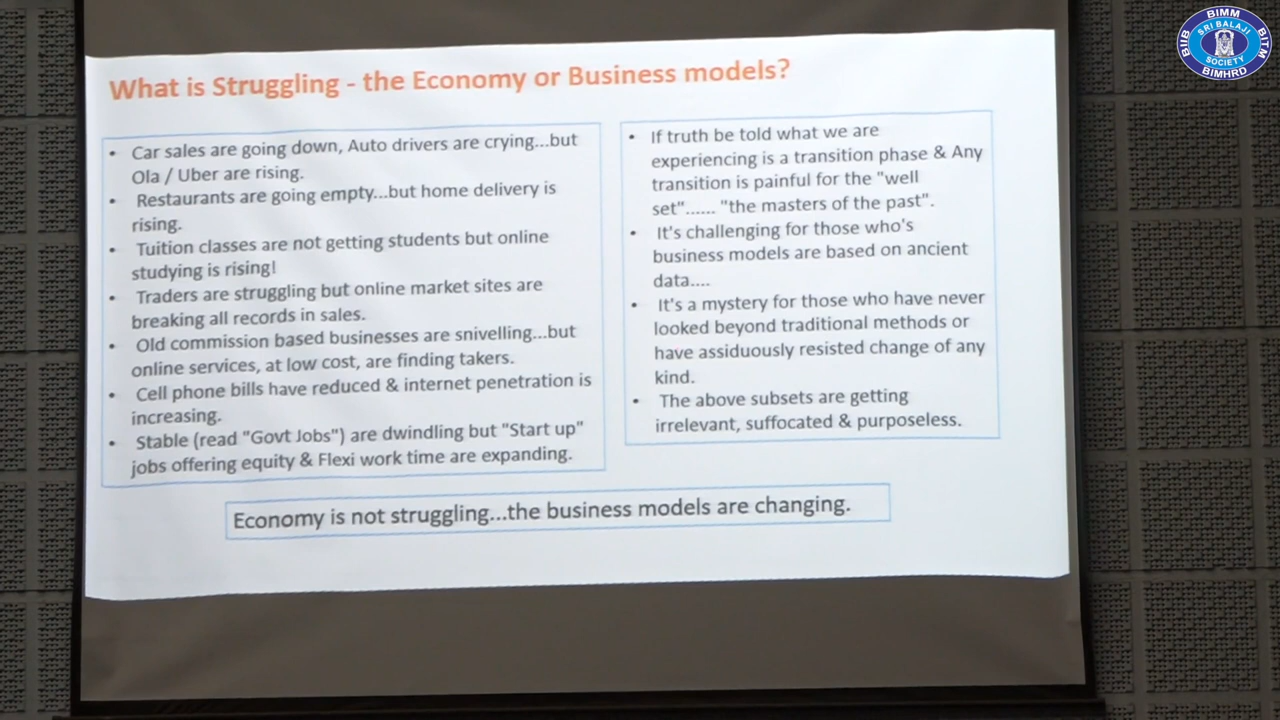 What is Struggling - the Economy or Business models?
• Car sales are going down, Auto drivers are crying...but
Ola / Uber are rising.
• Restaurants are going empty...but home delivery is
rising.
• Tuition classes are not getting students but online
studying is rising!
• Traders are struggling but online market sites are
breaking all records in sales.
• Old commission based businesses are snivelling...but
online services, at low cost, are finding takers.
• Cell phone bills have reduced & internet penetration is
increasing.
• Stable (read "Govt Jobs") are dwindling but "Start up"
jobs offering equity & Flexi work time are expanding.
• If truth be told what we are
experiencing is a transition phase & Any
transition is painful for the "well
set"...... "the masters of the past".
• It's challenging for those who's
business models are based on ancient
data....
• It's a mystery for those who have never
looked beyond traditional methods or
have assiduously resisted change of any
kind.
• The above subsets are getting
irrelevant, suffocated & purposeless.
Economy is not struggling...the business models are changing.
BIMM
BIIB
SRI BALAJI
SOCIETY
BITM
BIMHRD